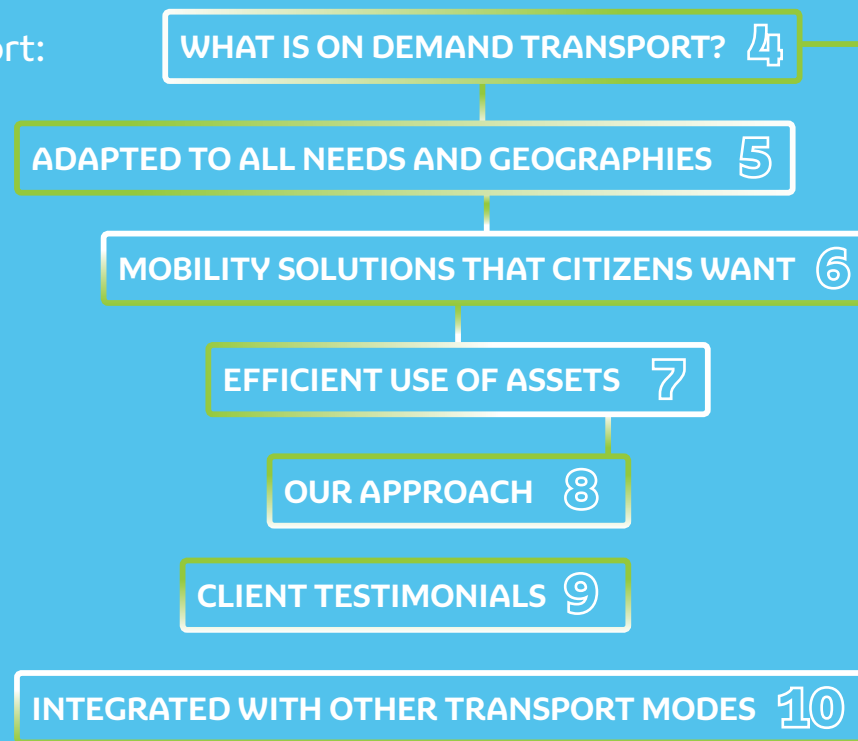 WHAT IS ON DEMAND TRANSPORT? 4
ADAPTED TO ALL NEEDS AND GEOGRAPHIES 5
MOBILITY SOLUTIONS THAT CITIZENS WANT 6
EFFICIENT USE OF ASSETS 7
OUR APPROACH 8
CLIENT TESTIMONIALS 9
INTEGRATED WITH OTHER TRANSPORT MODES 10